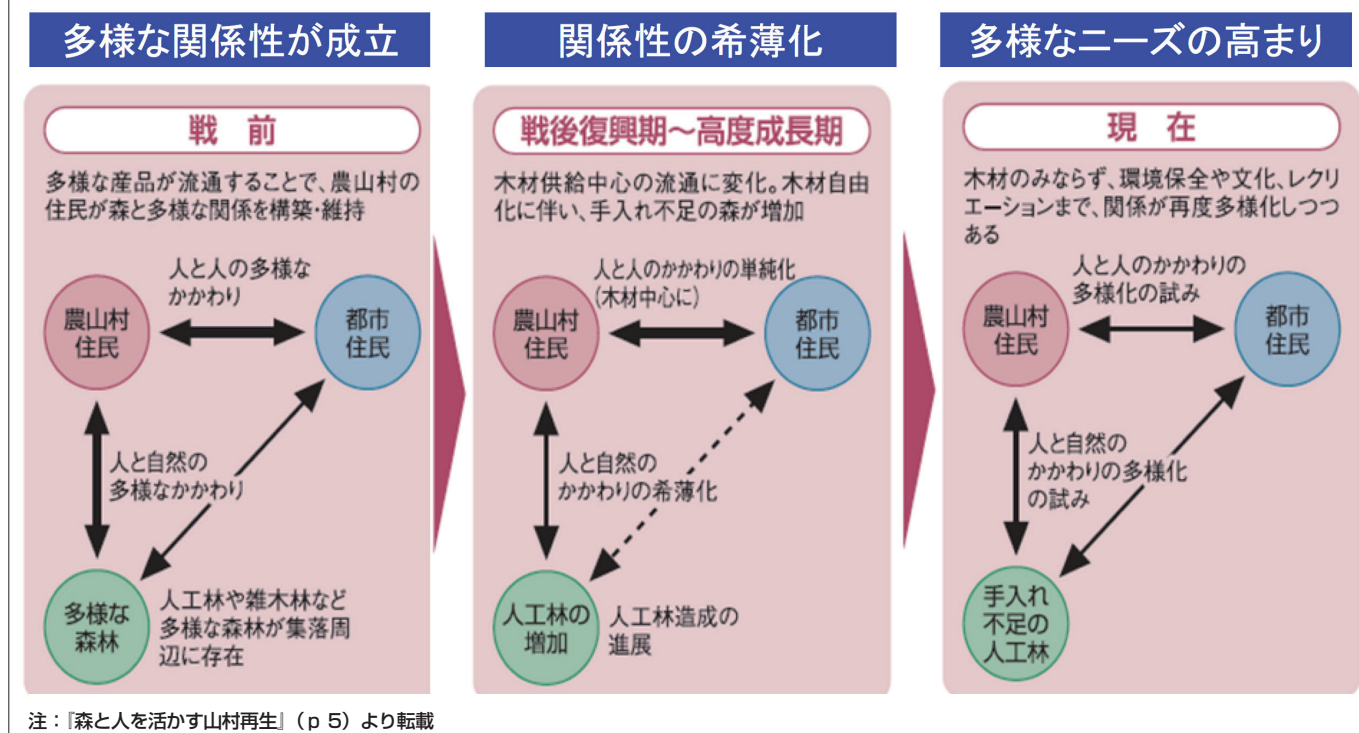 多様な関係性が成立
戦 前
多様な産品が流通することで、農山村の
住民が森と多様な関係を構築・維持
人と人の多様な
かかわり
農山村
住民
都市
住民
人と自然の
多様なかかわり
多様な
森林
人工林や雑木林など
多様な森林が集落周
辺に存在
関係性の希薄化
戦後復興期〜高度成長期
木材供給中心の流通に変化。木材自由
化に伴い、手入れ不足の森が増加
人と人のかかわりの単純化
(木材中心に)
農山村
住民
都市
住民
人と自然の
かかわりの希薄化
人工林の
増加
人工林造成の
進展
多様なニーズの高まり
現 在
木材のみならず、環境保全や文化、レクリ
エーションまで、関係が再度多様化しつつ
ある
人と人のかかわりの
多様化の試み
農山村
住民
都市
住民
人と自然の
かかわりの多様化
の試み
手入れ
不足の
人工林
注：『森と人を活かす山村再生』（p 5）より転載